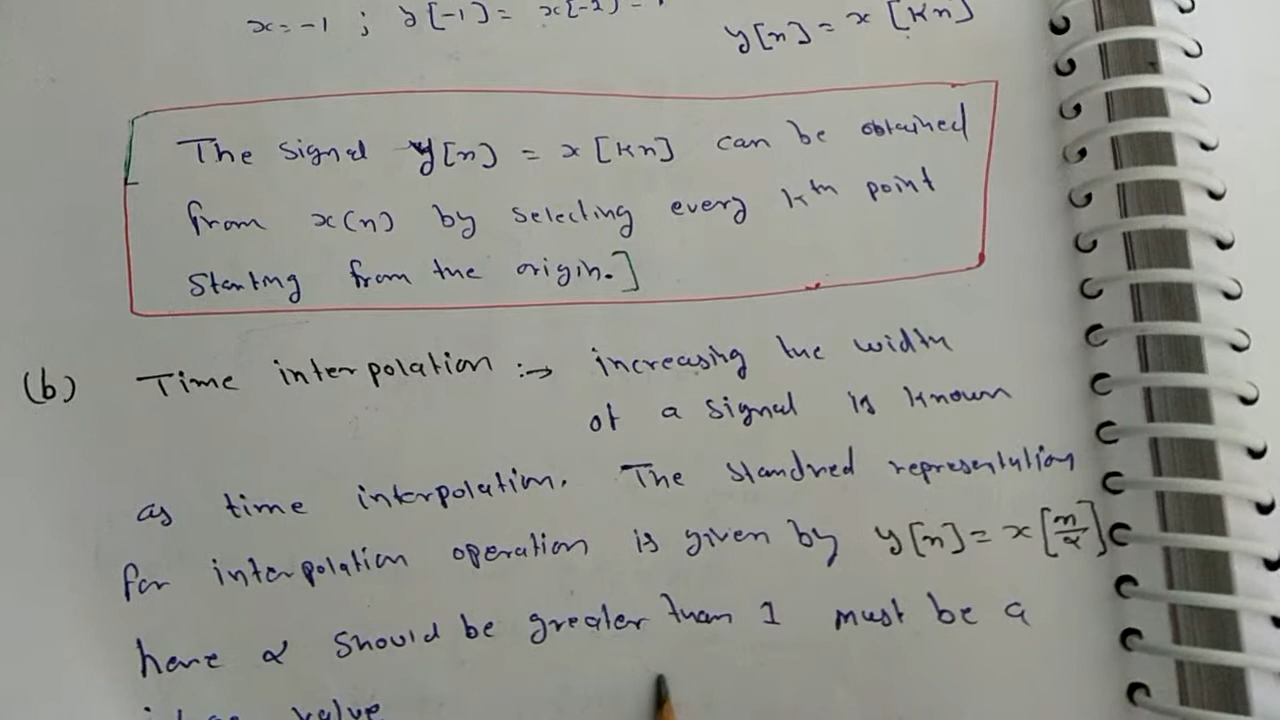 x=-1 ; y[-1]= x[-2]=
y[n] = x [kn]
The signal y[n] = x [kn] can be obtained
from x(n) by selecting every kth point
starting from the origin.]
(b) Time interpolation :→ increasing the width
of a signal is known
as time interpolation. The standred representation
for interpolation operation is given by y[n] = x[n/α]
here α should be greater than 1 must be a
value